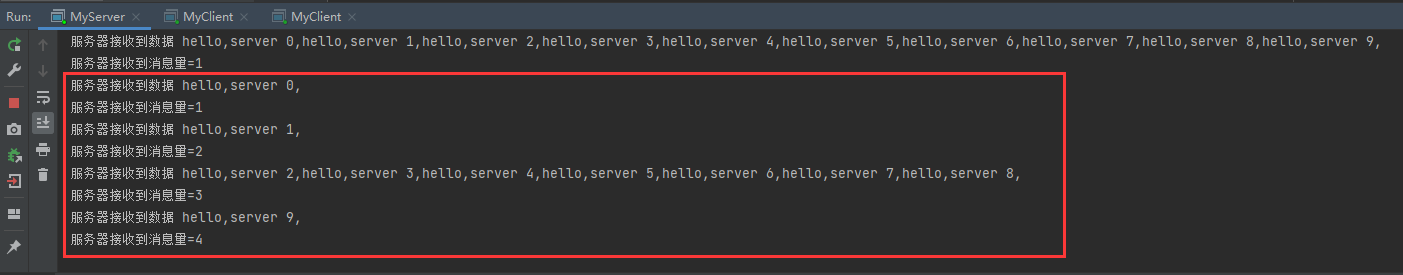 Run: MyServer × MyClient × MyClient ×
服务器接收到数据 hello,server 0,hello,server 1,hello,server 2,hello,server 3,hello,server 4,hello,server 5,hello,server 6,hello,server 7,hello,server 8,hello,server 9,
服务器接收到消息量=1
服务器接收到数据 hello,server 0,
服务器接收到消息量=1
服务器接收到数据 hello,server 1,
服务器接收到消息量=2
服务器接收到数据 hello,server 2,hello,server 3,hello,server 4,hello,server 5,hello,server 6,hello,server 7,hello,server 8,
服务器接收到消息量=3
服务器接收到数据 hello,server 9,
服务器接收到消息量=4